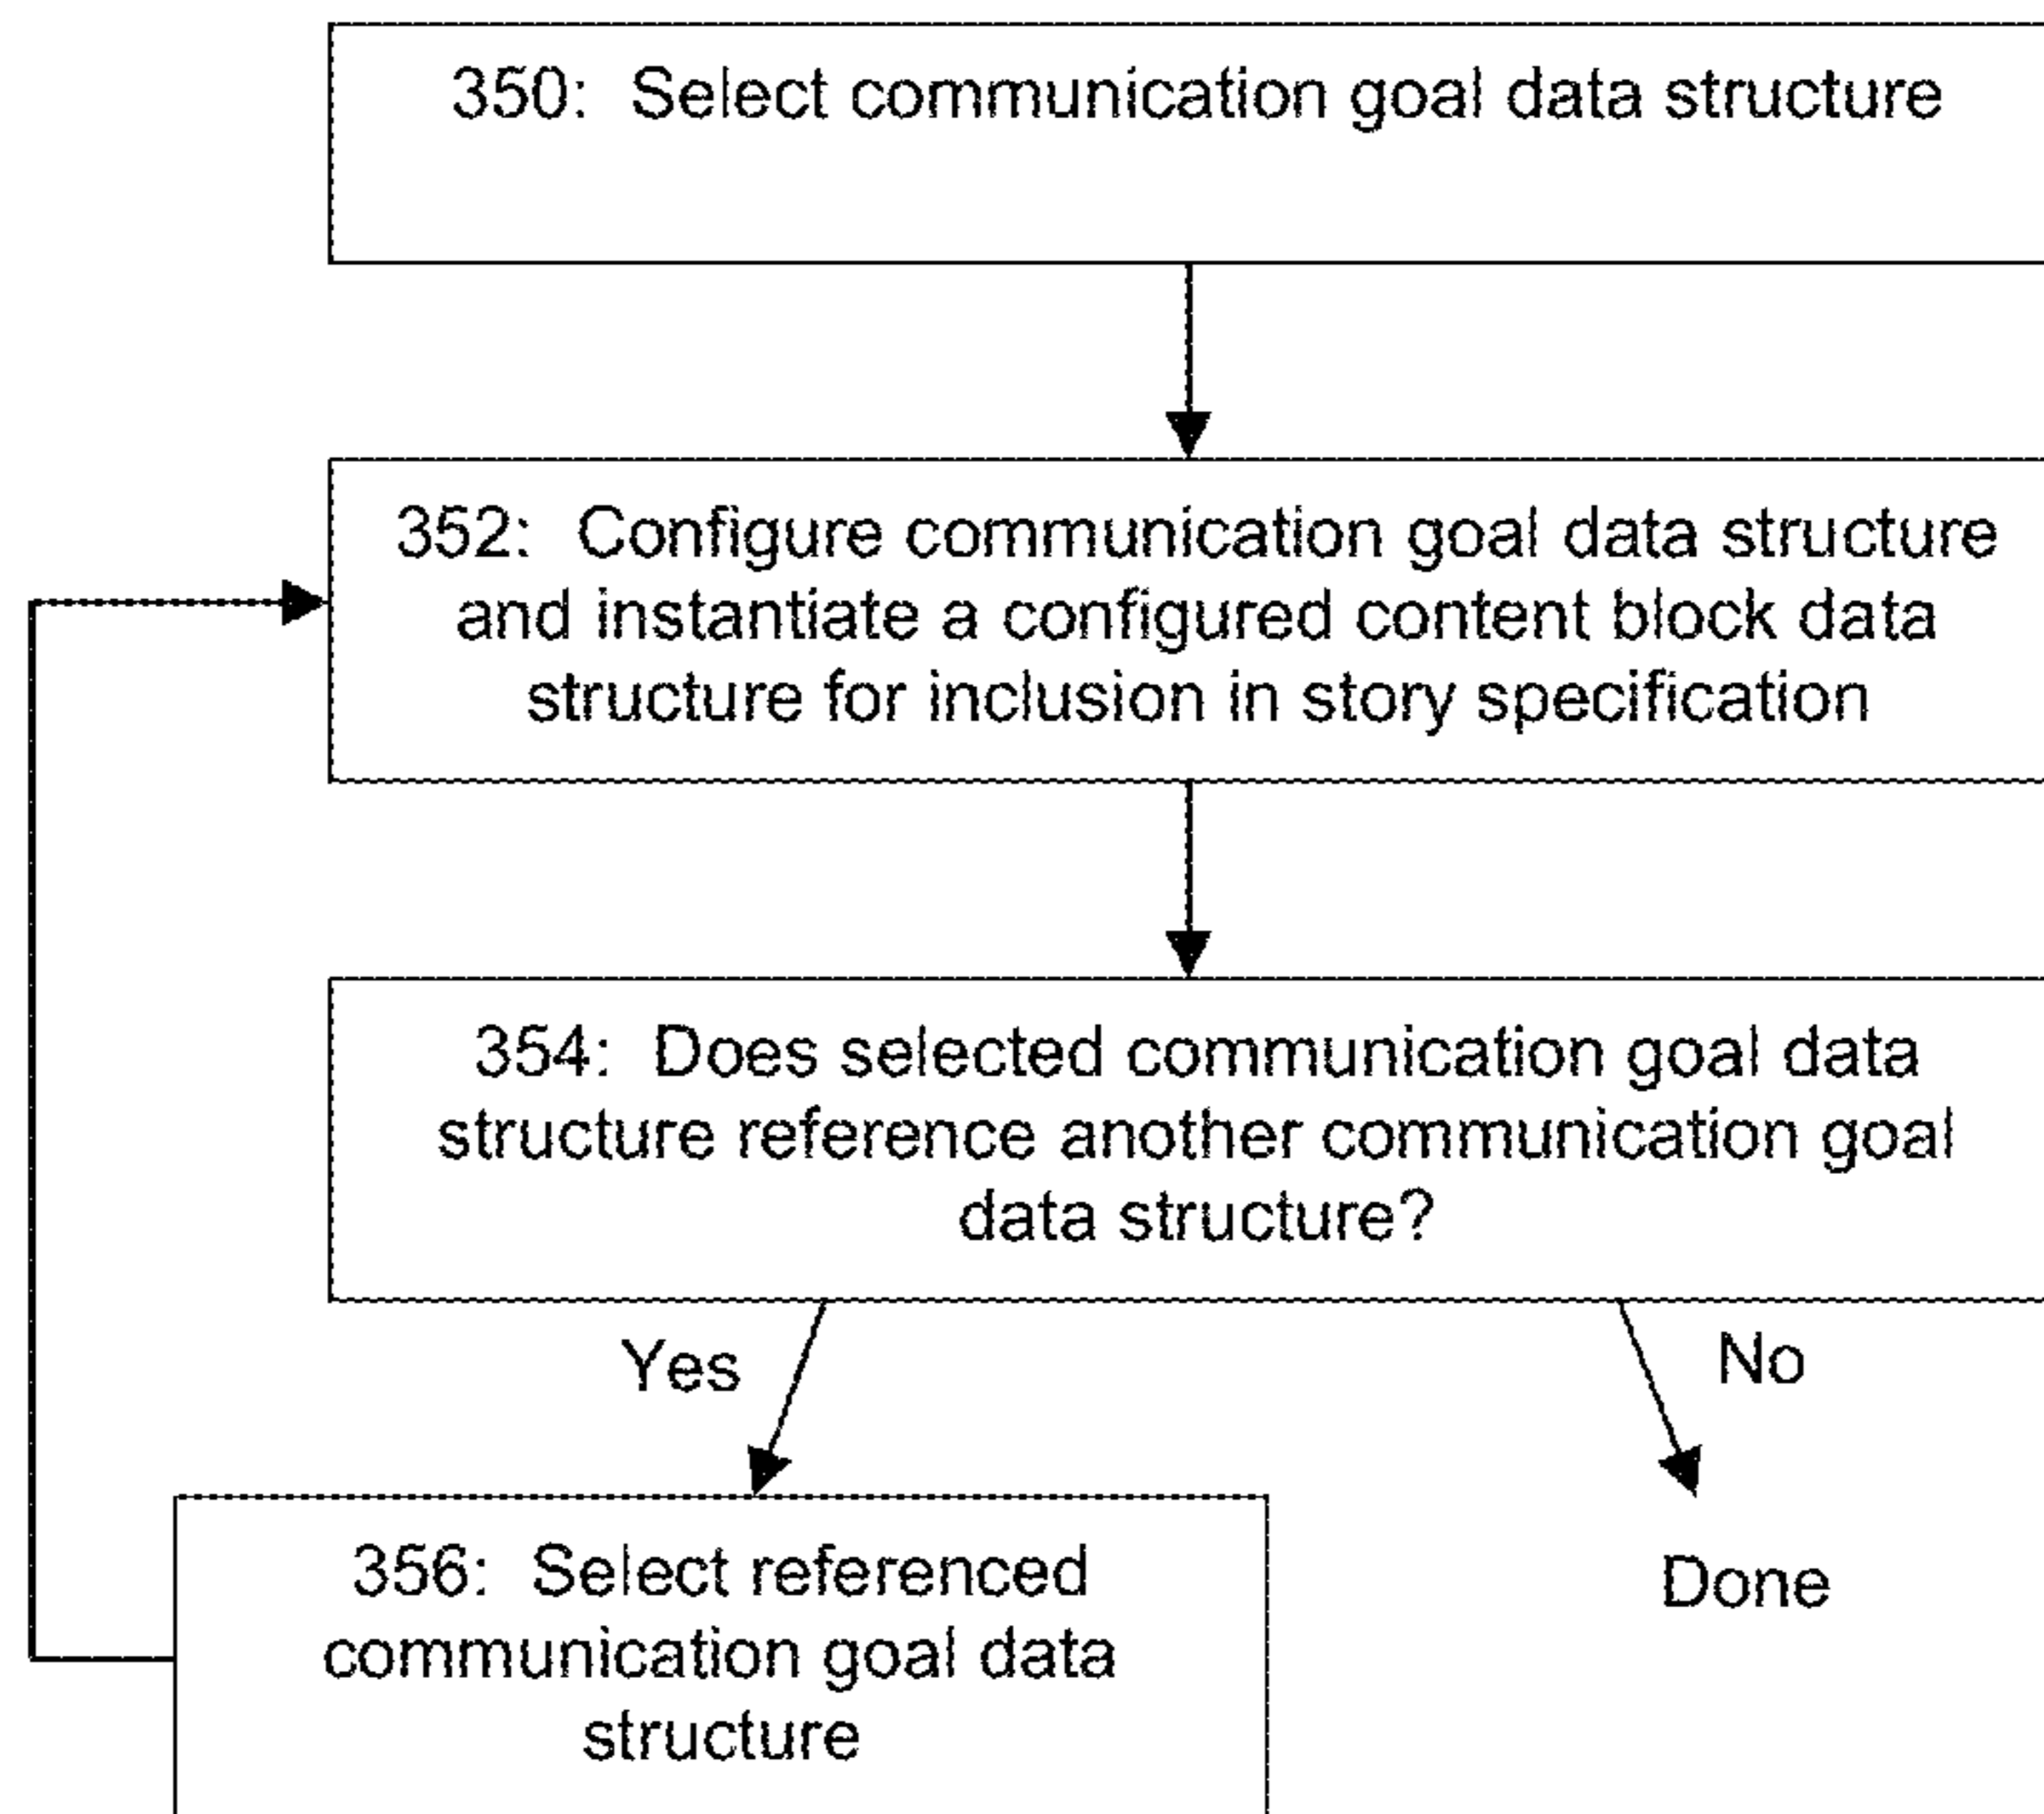 350: Select communication goal data structure
352: Configure communication goal data structure
and instantiate a configured content block data
structure for inclusion in story specification
354: Does selected communication goal data
structure reference another communication goal
data structure?
Yes
No
356: Select referenced
communication goal data
structure
Done